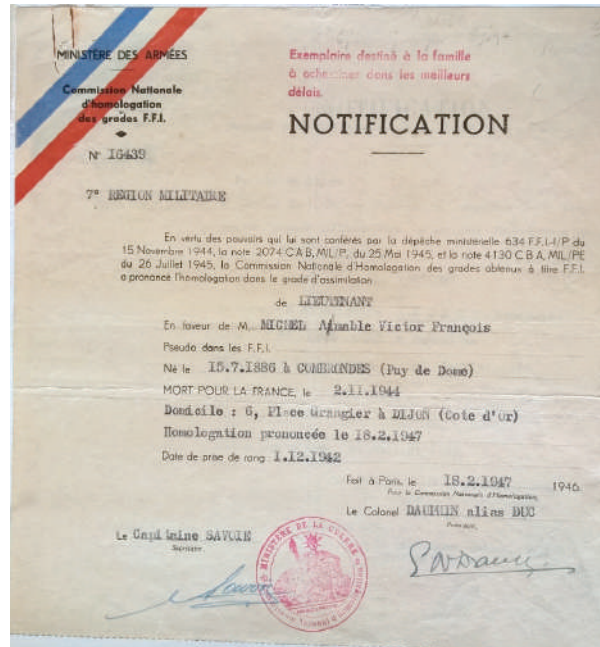 MINISTÈRE DES ARMÉES
Commission Nationale
d'homologation
des grades F.F.I.
N° 16439
7° REGION MILITAIRE
Exemplaire destiné à la famille
à acheminer dans les meilleurs
délais.
NOTIFICATION
En vertu des pouvoirs qui lui sont conférés par la dépêche ministérielle 634 F.F.I.-I/P du
15 Novembre 1944, la note 2074 C A B, MIL/P, du 25 Mai 1945, et la note 4130 C B A, MIL/PE
du 26 Juillet 1945, la Commission Nationale d'Homologation des grades obtenus à titre F.F.I.
a prononcé l'homologation dans le grade d'assimilation
de LIEUTENANT
En faveur de M. MICHEL Aimable Victor François
Pseudo dans les F.F.I.
Né le 15.7.1886 à COMBRONDES (Puy de Dome)
MORT POUR LA FRANCE, le 2.11.1944
Domicile : 6, Place Grangier à DIJON (Cote d'Or)
Homologation prononcée le 18.2.1947
Date de prise de rang 1.12.1942
Fait à Paris, le 18.2.1947 1946.
Pour la Commission Nationale d'Homologation,
Le Colonel DAUPHIN alias DUC
Président,
Le Capitaine SAVOIE
Secrétaire,
MINISTÈRE DE LA GUERRE